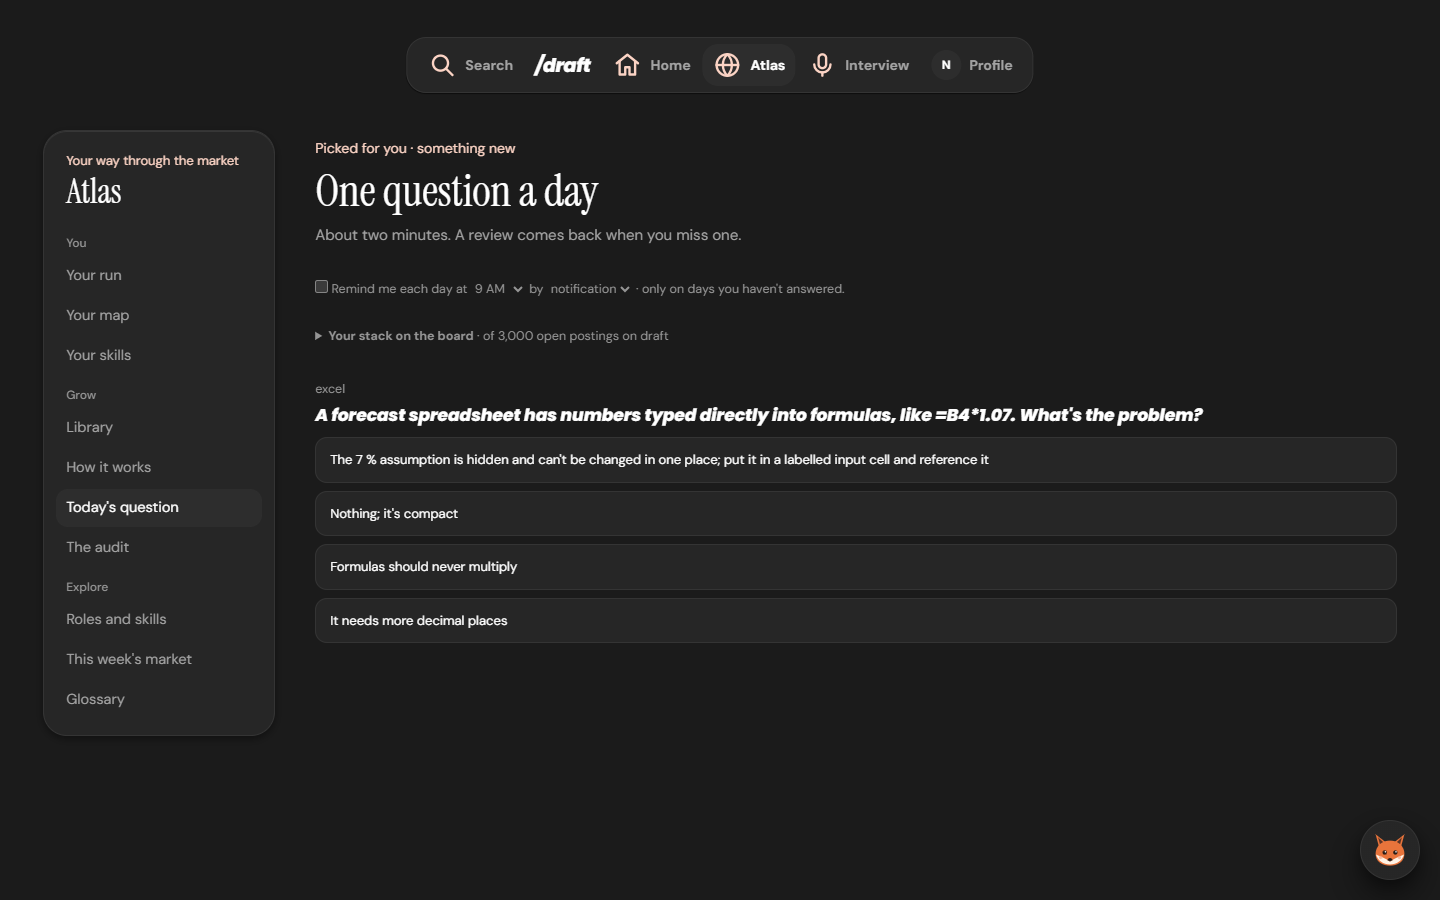 Search /draft Home Atlas Interview N Profile
Your way through the market
Atlas
You
Your run
Your map
Your skills
Grow
Library
How it works
Today's question
The audit
Explore
Roles and skills
This week's market
Glossary
Picked for you · something new
One question a day
About two minutes. A review comes back when you miss one.
Remind me each day at 9 AM by notification · only on days you haven't answered.
Your stack on the board · of 3,000 open postings on draft
excel
A forecast spreadsheet has numbers typed directly into formulas, like =B4*1.07. What's the problem?
The 7 % assumption is hidden and can't be changed in one place; put it in a labelled input cell and reference it
Nothing; it's compact
Formulas should never multiply
It needs more decimal places